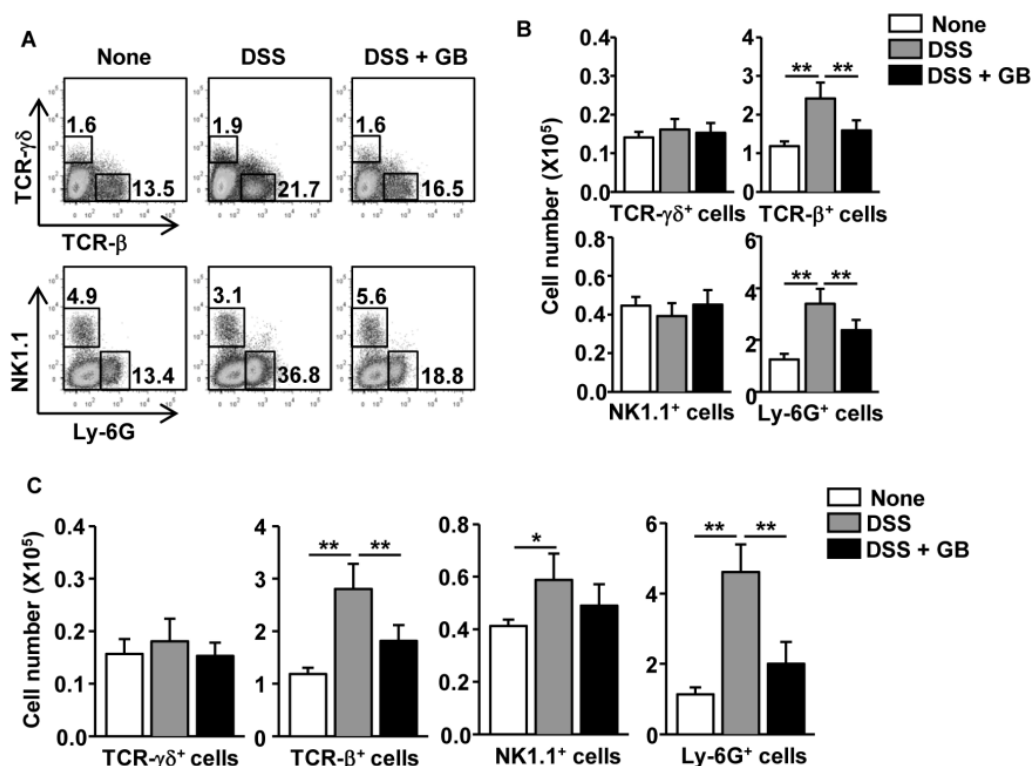 A
None DSS DSS + GB
TCR-γδ
1.6 1.9 1.6
13.5 21.7 16.5
TCR-β
NK1.1
4.9 3.1 5.6
13.4 36.8 18.8
Ly-6G
B
None
DSS
DSS + GB
Cell number (X10⁵)
0.4
0.3
0.2
0.1
0.0
TCR-γδ⁺ cells
4
3
2
1
0
** **
TCR-β⁺ cells
0.8
0.6
0.4
0.2
0.0
NK1.1⁺ cells
6
4
2
0
** **
Ly-6G⁺ cells
C
None
DSS
DSS + GB
Cell number (X10⁵)
0.4
0.3
0.2
0.1
0.0
TCR-γδ⁺ cells
4
3
2
1
0
** **
TCR-β⁺ cells
0.8
0.6
0.4
0.2
0.0
*
NK1.1⁺ cells
6
4
2
0
** **
Ly-6G⁺ cells